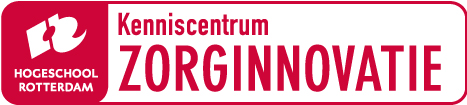 HOGESCHOOL
ROTTERDAM
Kenniscentrum
ZORGINNOVATIE